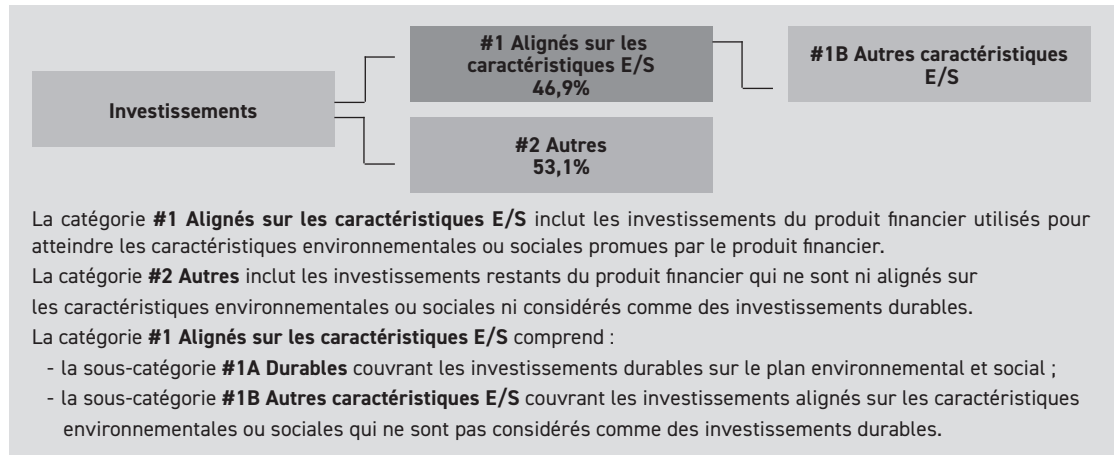 #1 Alignés sur les
caractéristiques E/S
46,9%
#1B Autres caractéristiques
E/S
Investissements
#2 Autres
53,1%
La catégorie #1 Alignés sur les caractéristiques E/S inclut les investissements du produit financier utilisés pour
atteindre les caractéristiques environnementales ou sociales promues par le produit financier.
La catégorie #2 Autres inclut les investissements restants du produit financier qui ne sont ni alignés sur
les caractéristiques environnementales ou sociales ni considérés comme des investissements durables.
La catégorie #1 Alignés sur les caractéristiques E/S comprend :
- la sous-catégorie #1A Durables couvrant les investissements durables sur le plan environnemental et social ;
- la sous-catégorie #1B Autres caractéristiques E/S couvrant les investissements alignés sur les caractéristiques
environnementales ou sociales qui ne sont pas considérés comme des investissements durables.